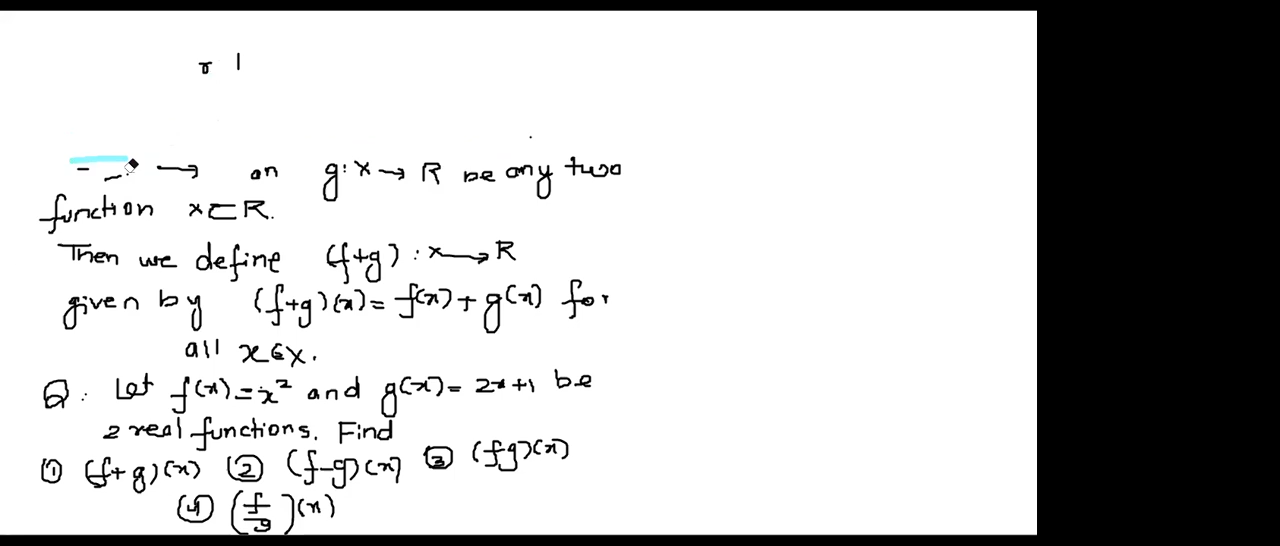 on g: x → R be any two
function x ⊂ R.
Then we define (f+g) : x → R
given by (f+g)(x) = f(x) + g(x) for
all x ∈ X.
Q. Let f(x) = x² and g(x) = 2x+1 be
2 real functions. Find
① (f+g)(x) ② (f-g)(x) ③ (fg)(x)
④ (f/g)(x)